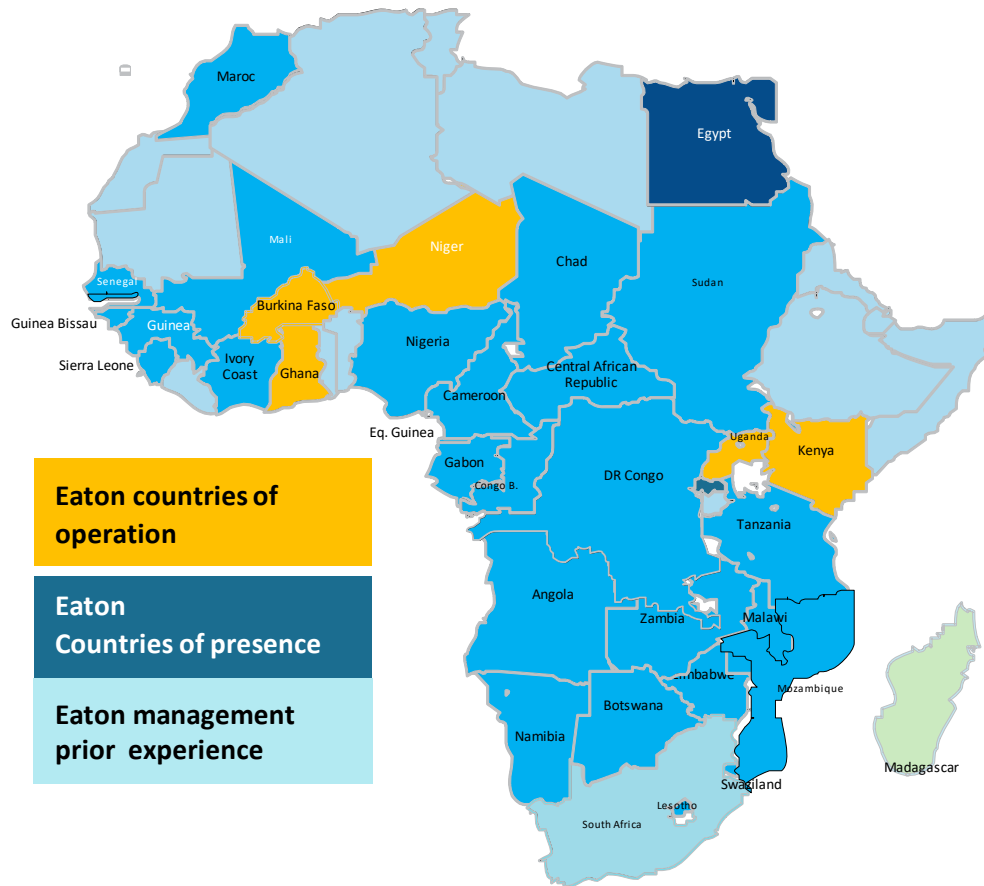 Maroc
Egypt
Mali
Niger
Chad
Sudan
Senegal
Burkina Faso
Guinea Bissau
Guinea
Nigeria
Sierra Leone
Ivory
Coast
Ghana
Central African
Republic
Cameroon
Eq. Guinea
Uganda
Kenya
Gabon
Congo B.
DR Congo
Tanzania
Eaton countries of
operation
Eaton
Countries of presence
Eaton management
prior experience
Angola
Zambia
Malawi
Zimbabwe
Mozambique
Botswana
Namibia
Madagascar
Swaziland
Lesotho
South Africa